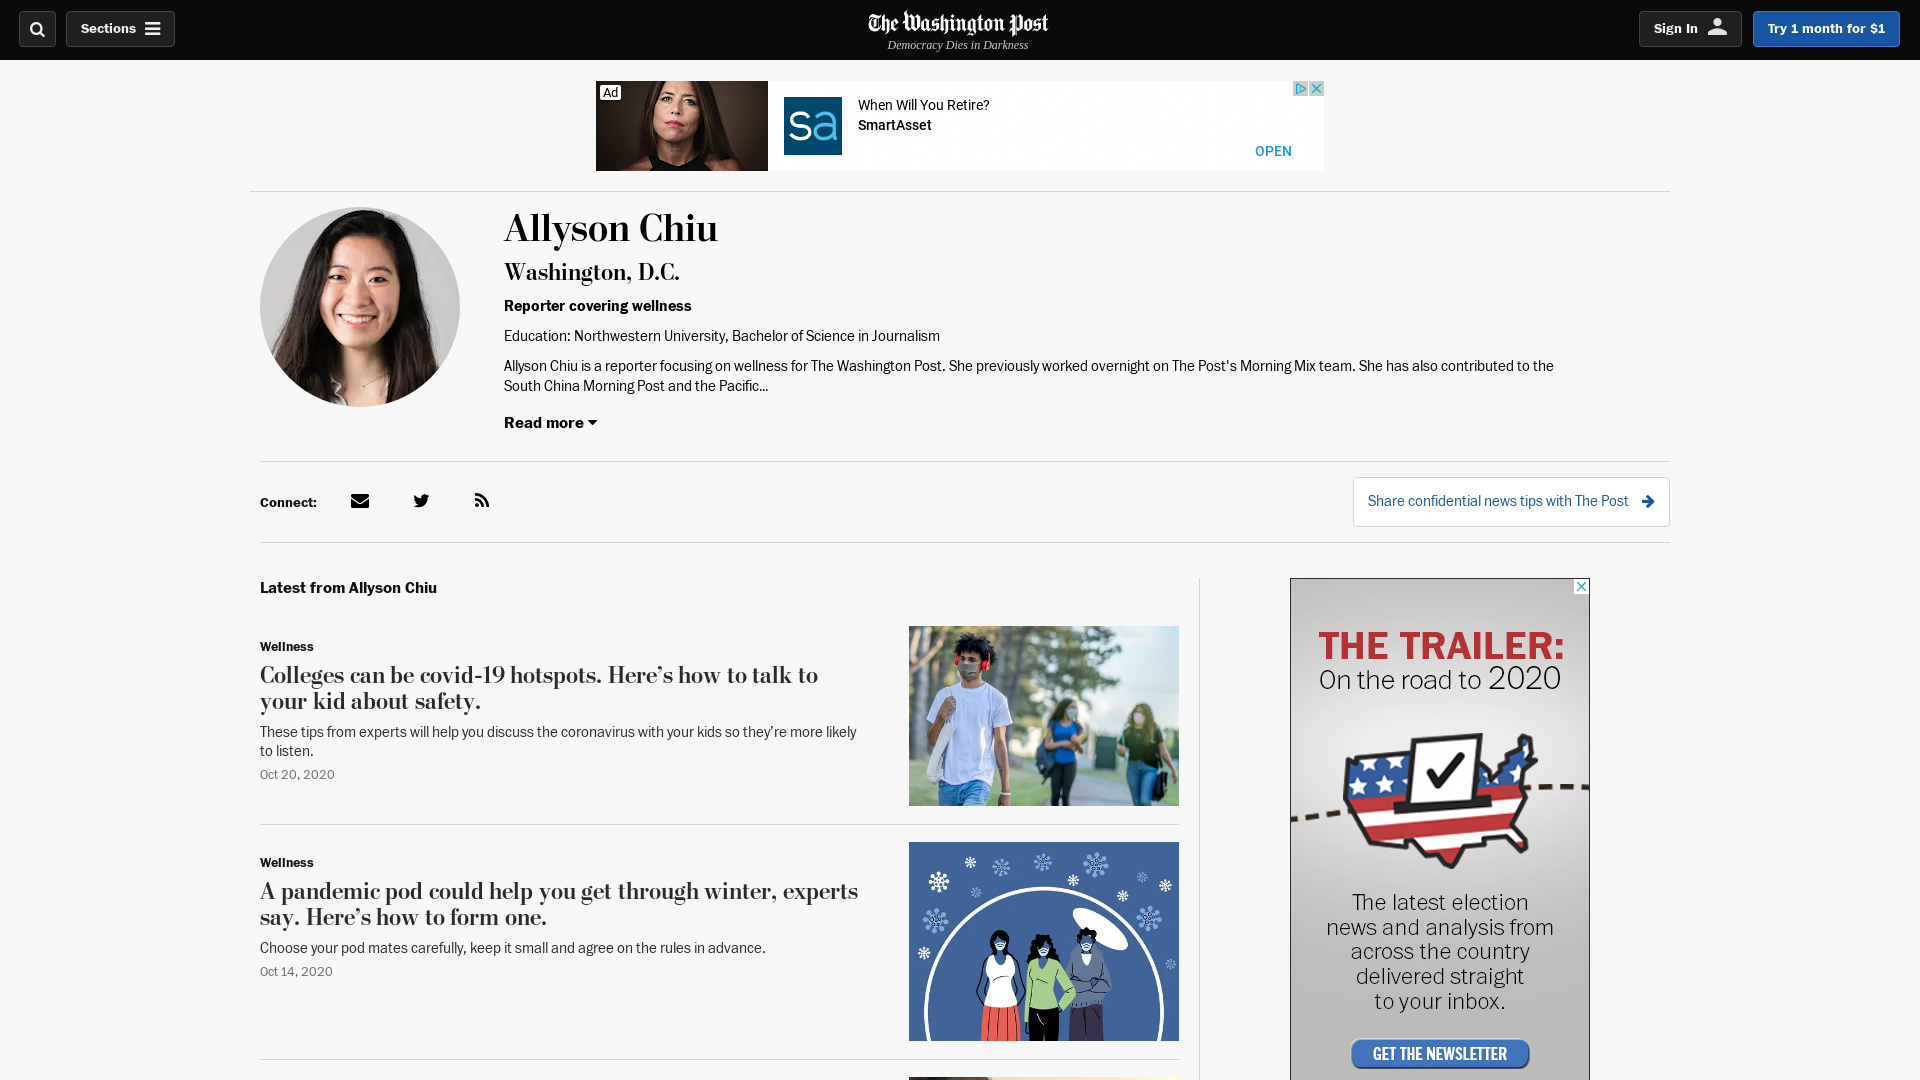 Sections
The Washington Post
Democracy Dies in Darkness
Sign In
Try 1 month for $1
Ad
When Will You Retire?
SmartAsset
sa
OPEN
Allyson Chiu
Washington, D.C.
Reporter covering wellness
Education: Northwestern University, Bachelor of Science in Journalism
Allyson Chiu is a reporter focusing on wellness for The Washington Post. She previously worked overnight on The Post's Morning Mix team. She has also contributed to the
South China Morning Post and the Pacific...
Read more
Connect:
Share confidential news tips with The Post
Latest from Allyson Chiu
Wellness
Colleges can be covid-19 hotspots. Here’s how to talk to
your kid about safety.
These tips from experts will help you discuss the coronavirus with your kids so they’re more likely
to listen.
Oct 20, 2020
Wellness
A pandemic pod could help you get through winter, experts
say. Here’s how to form one.
Choose your pod mates carefully, keep it small and agree on the rules in advance.
Oct 14, 2020
THE TRAILER:
On the road to 2020
The latest election
news and analysis from
across the country
delivered straight
to your inbox.
GET THE NEWSLETTER